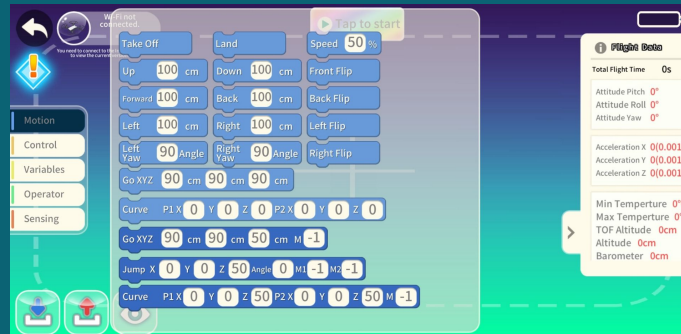 Wi-Fi not
connected.
You need to connect to the
to view the current
Tap to start
Take Off
Land
Speed 50 %
Up 100 cm
Down 100 cm
Front Flip
Forward 100 cm
Back 100 cm
Back Flip
Left 100 cm
Right 100 cm
Left Flip
Left Yaw 90 Angle
Right Yaw 90 Angle
Right Flip
Go XYZ 90 cm 90 cm 90 cm
Curve P1 X 0 Y 0 Z 0 P2 X 0 Y 0 Z 0
Go XYZ 90 cm 90 cm 50 cm M -1
Jump X 0 Y 0 Z 50 Angle 0 M1 -1 M2 -1
Curve P1 X 0 Y 0 Z 50 P2 X 0 Y 0 Z 50 M -1
Motion
Control
Variables
Operator
Sensing
Flight Data
Total Flight Time 0s
Attitude Pitch 0°
Attitude Roll 0°
Attitude Yaw 0°
Acceleration X 0(0.001
Acceleration Y 0(0.001
Acceleration Z 0(0.001
Min Temperture 0°
Max Temperture 0°
TOF Altitude 0cm
Altitude 0cm
Barometer 0cm